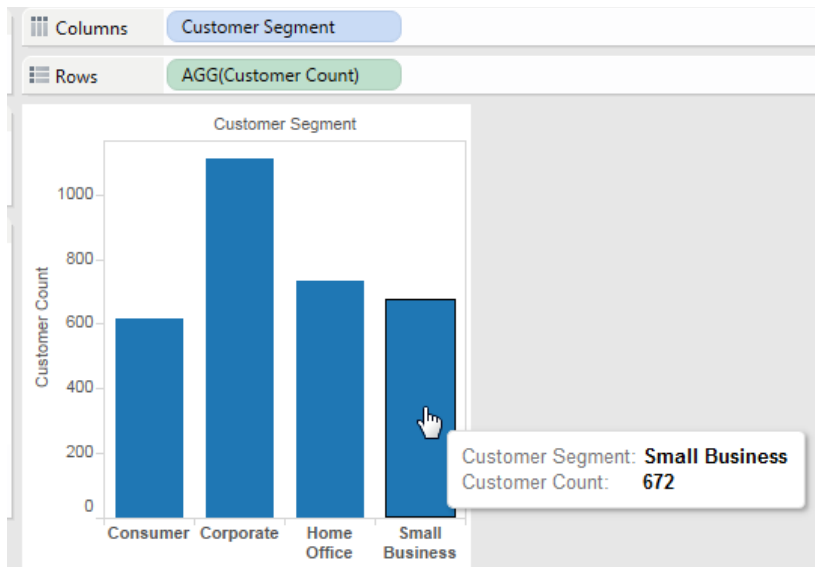 Columns Customer Segment
Rows AGG(Customer Count)
Customer Segment
Customer Count
1000
800
600
400
200
0
Consumer Corporate Home Office Small Business
Customer Segment: Small Business
Customer Count: 672